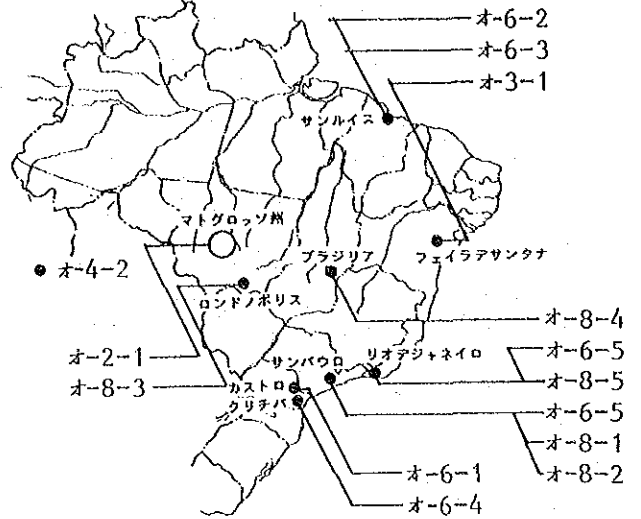 オ-6-2
オ-6-3
オ-3-1
サンルイス
マトグロッソ州
ブラジリア
フェイラデサンタナ
オ-4-2
ロンドノポリス
オ-8-4
オ-6-5
サンパウロ
リオデジャネイロ
オ-2-1
オ-8-5
オ-8-3
カストロ
オ-6-5
クリチバ
オ-8-1
オ-8-2
オ-6-1
オ-6-4